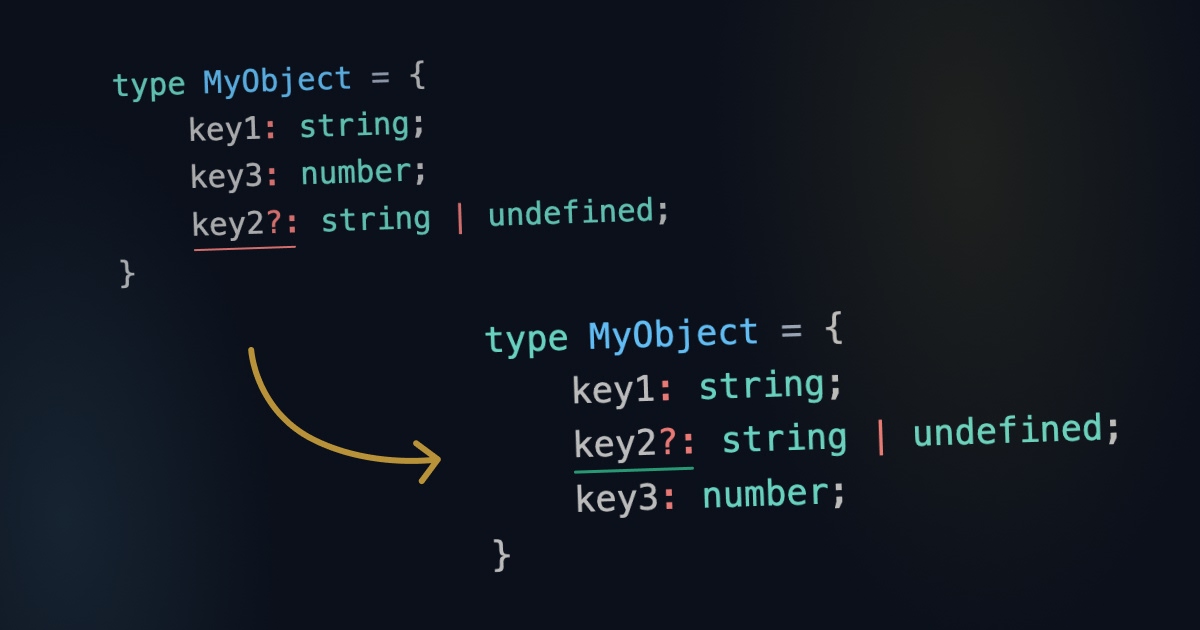 type MyObject = {
    key1: string;
    key3: number;
    key2?: string | undefined;
}
type MyObject = {
    key1: string;
    key2?: string | undefined;
    key3: number;
}